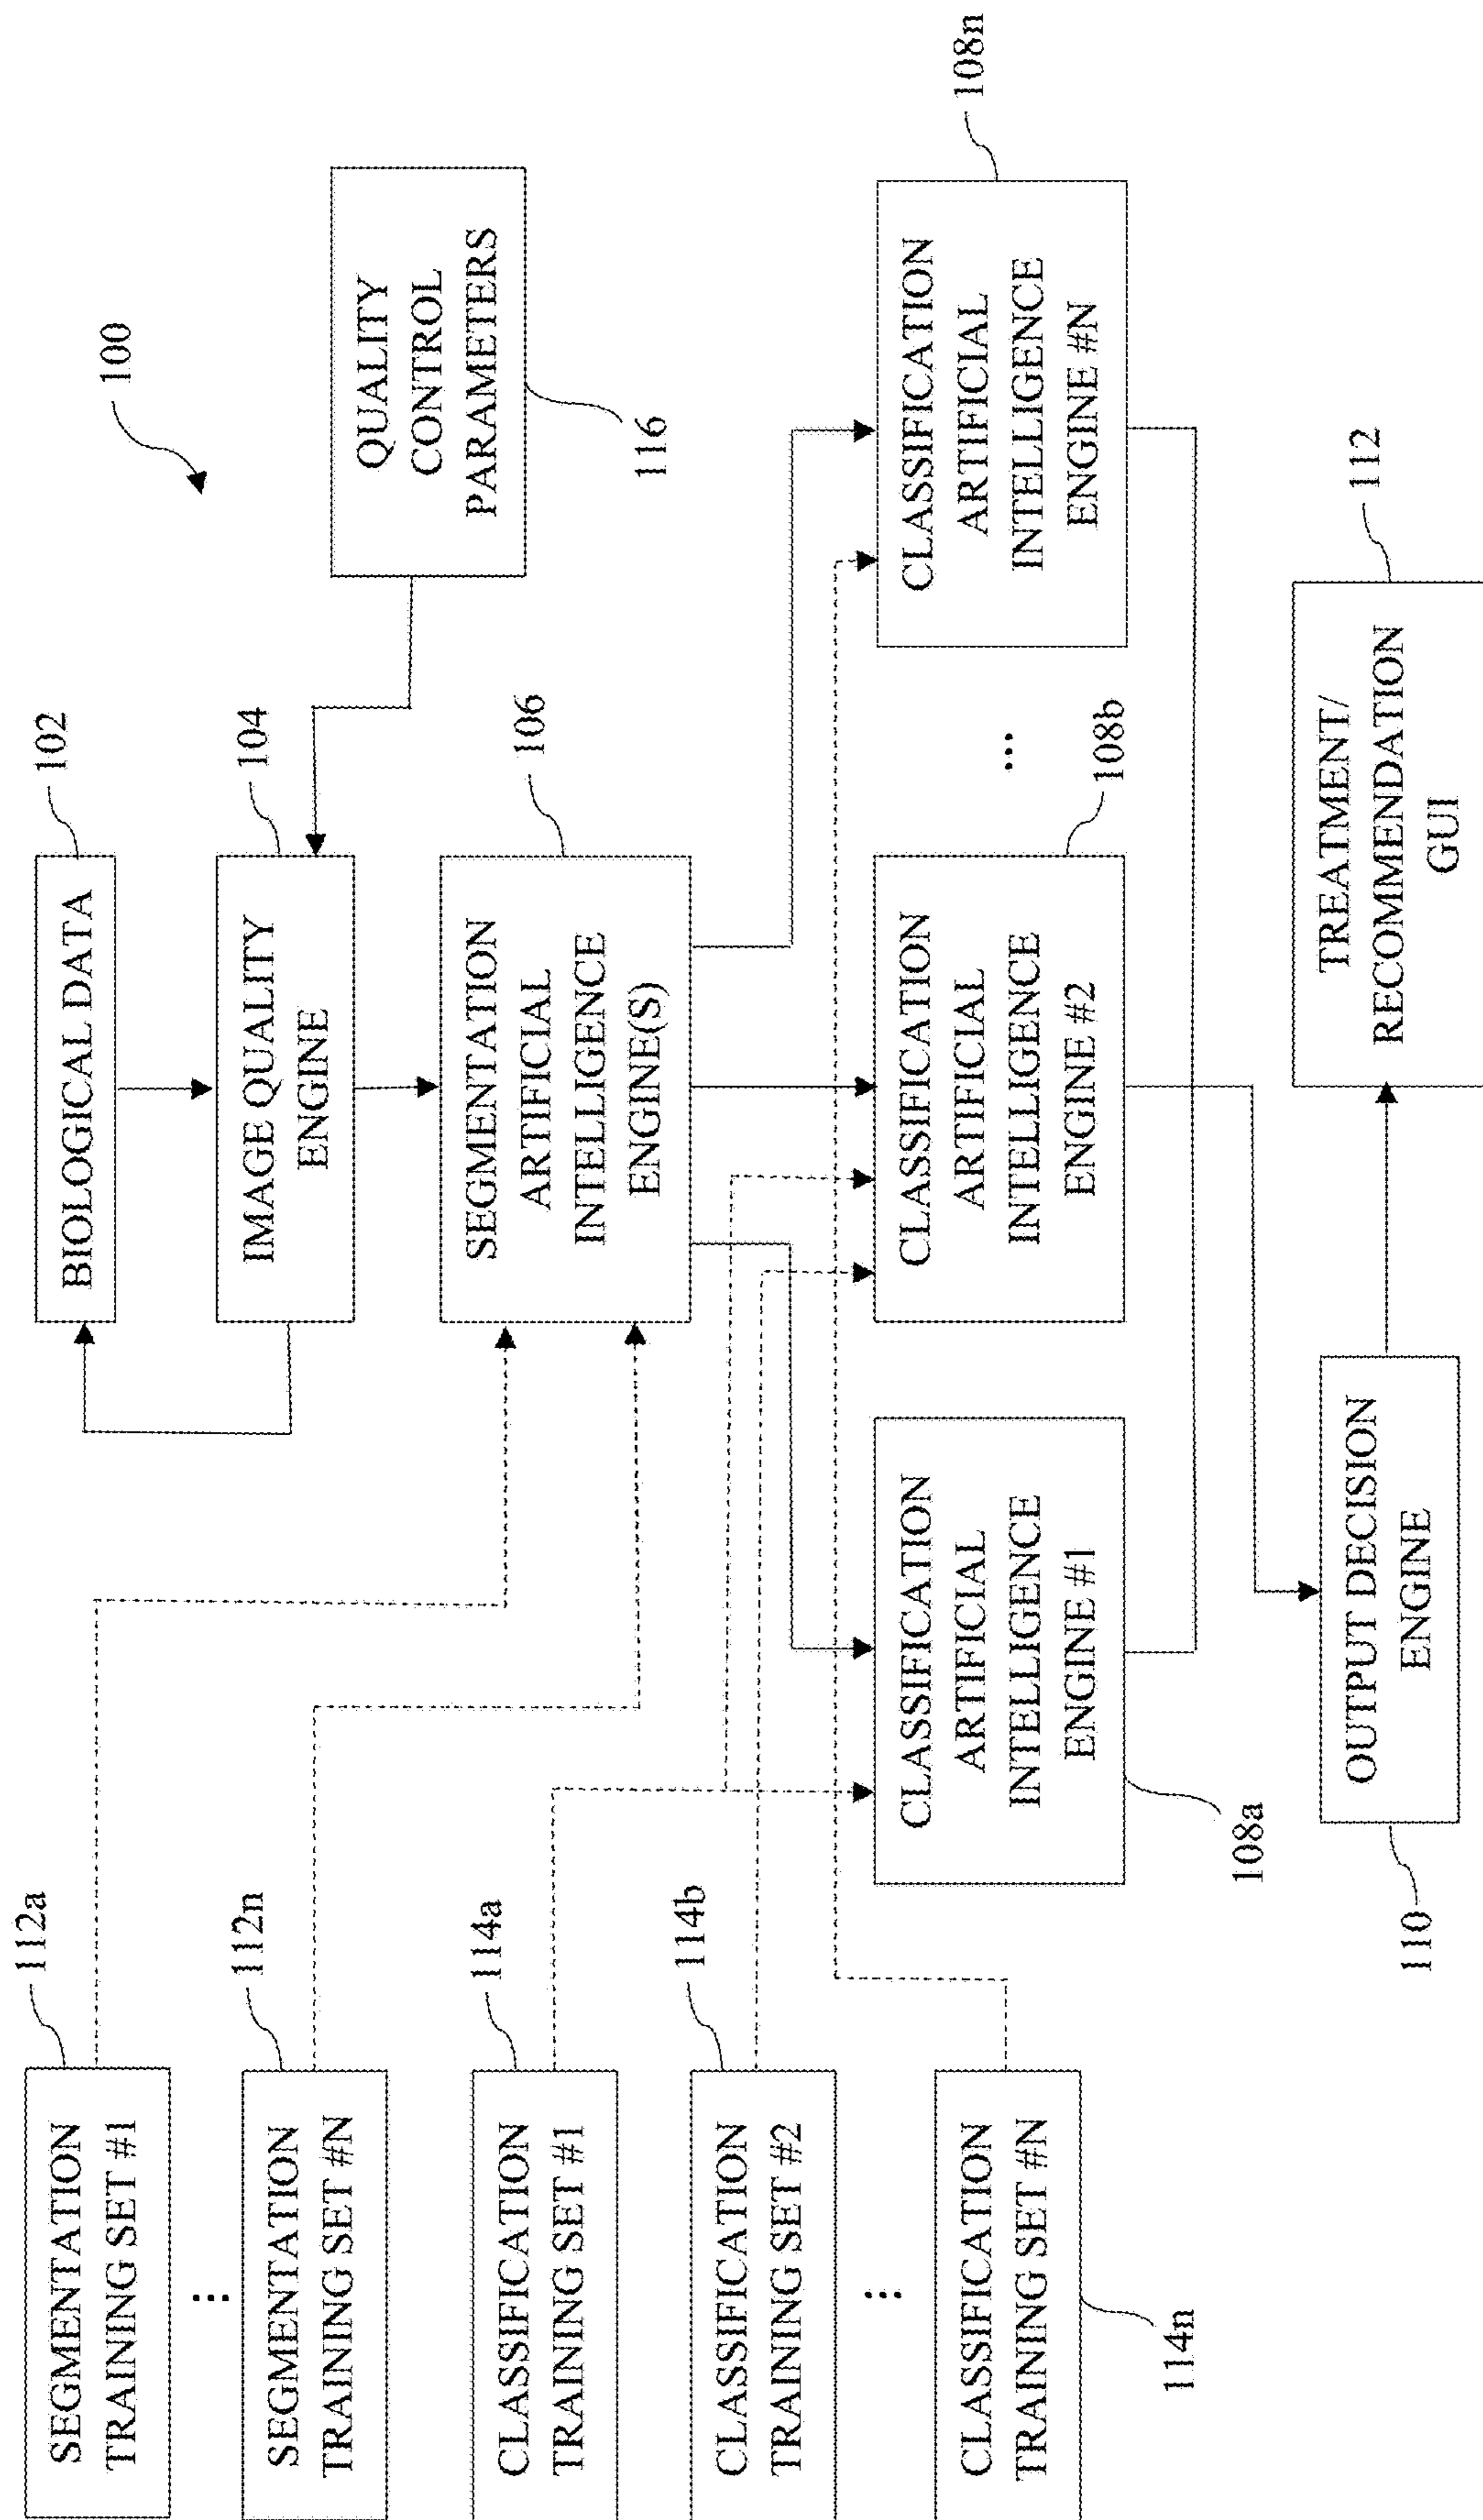 100
SEGMENTATION
TRAINING SET #1
112a
...
SEGMENTATION
TRAINING SET #N
112n
CLASSIFICATION
TRAINING SET #1
114a
CLASSIFICATION
TRAINING SET #2
114b
...
CLASSIFICATION
TRAINING SET #N
114n
BIOLOGICAL DATA
102
IMAGE QUALITY
ENGINE
104
QUALITY
CONTROL
PARAMETERS
116
SEGMENTATION
ARTIFICIAL
INTELLIGENCE
ENGINE(S)
106
CLASSIFICATION
ARTIFICIAL
INTELLIGENCE
ENGINE #1
108a
CLASSIFICATION
ARTIFICIAL
INTELLIGENCE
ENGINE #2
108b
...
CLASSIFICATION
ARTIFICIAL
INTELLIGENCE
ENGINE #N
108n
OUTPUT DECISION
ENGINE
110
TREATMENT/
RECOMMENDATION
GUI
112